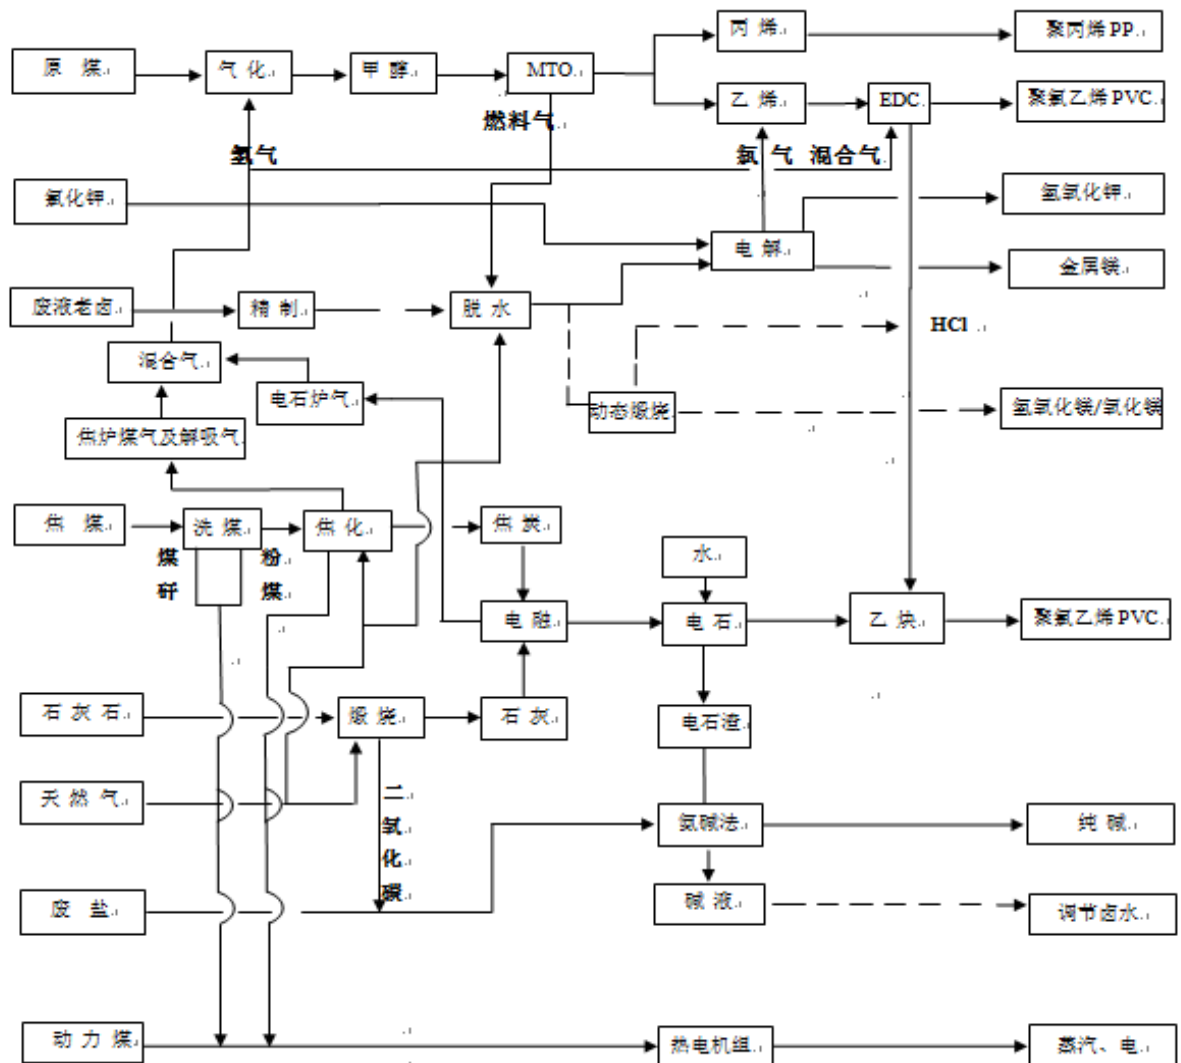 丙 烯
聚丙烯 PP
原 煤
气 化
甲 醇
MTO
乙 烯
EDC
聚氯乙烯 PVC
燃料气
氢气
氯 气
混合气
氯化钾
氢氧化钾
电 解
金属镁
废液老卤
精 制
脱 水
HCl
混合气
电石炉气
动态煅烧
氢氧化镁/氧化镁
焦炉煤气及解吸气
焦 煤
洗 煤
焦 化
焦 炭
煤矸
粉煤
水
电 融
电 石
乙 炔
聚氯乙烯 PVC
石 灰 石
煅 烧
石 灰
电石渣
天 然 气
二氧化碳
氨碱法
纯 碱
废 盐
碱 液
调节卤水
动 力 煤
热电机组
蒸汽、电